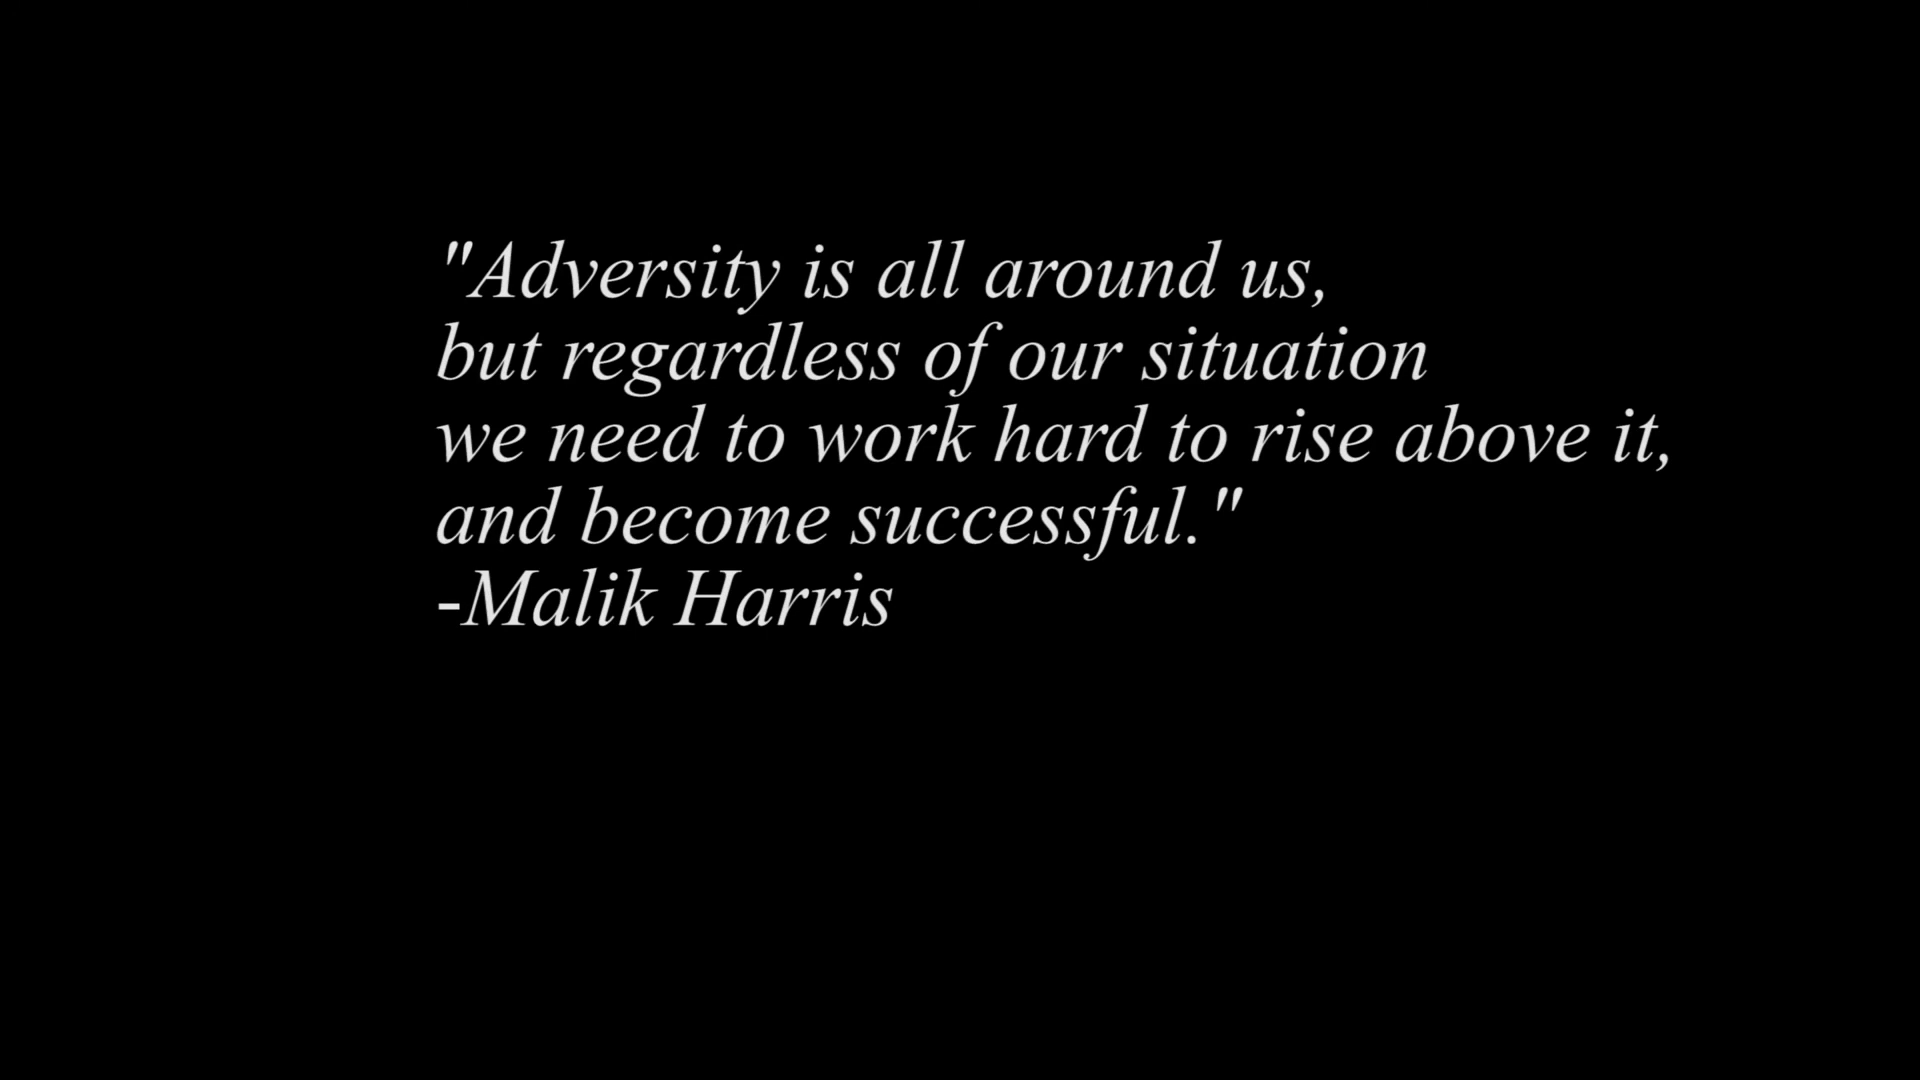 "Adversity is all around us,
but regardless of our situation
we need to work hard to rise above it,
and become successful."
-Malik Harris